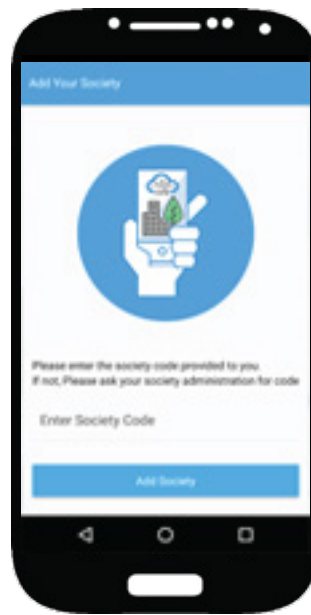 Add Your Society
Please enter the society code provided to you.
If not, Please ask your society administration for code
Enter Society Code
Add Society